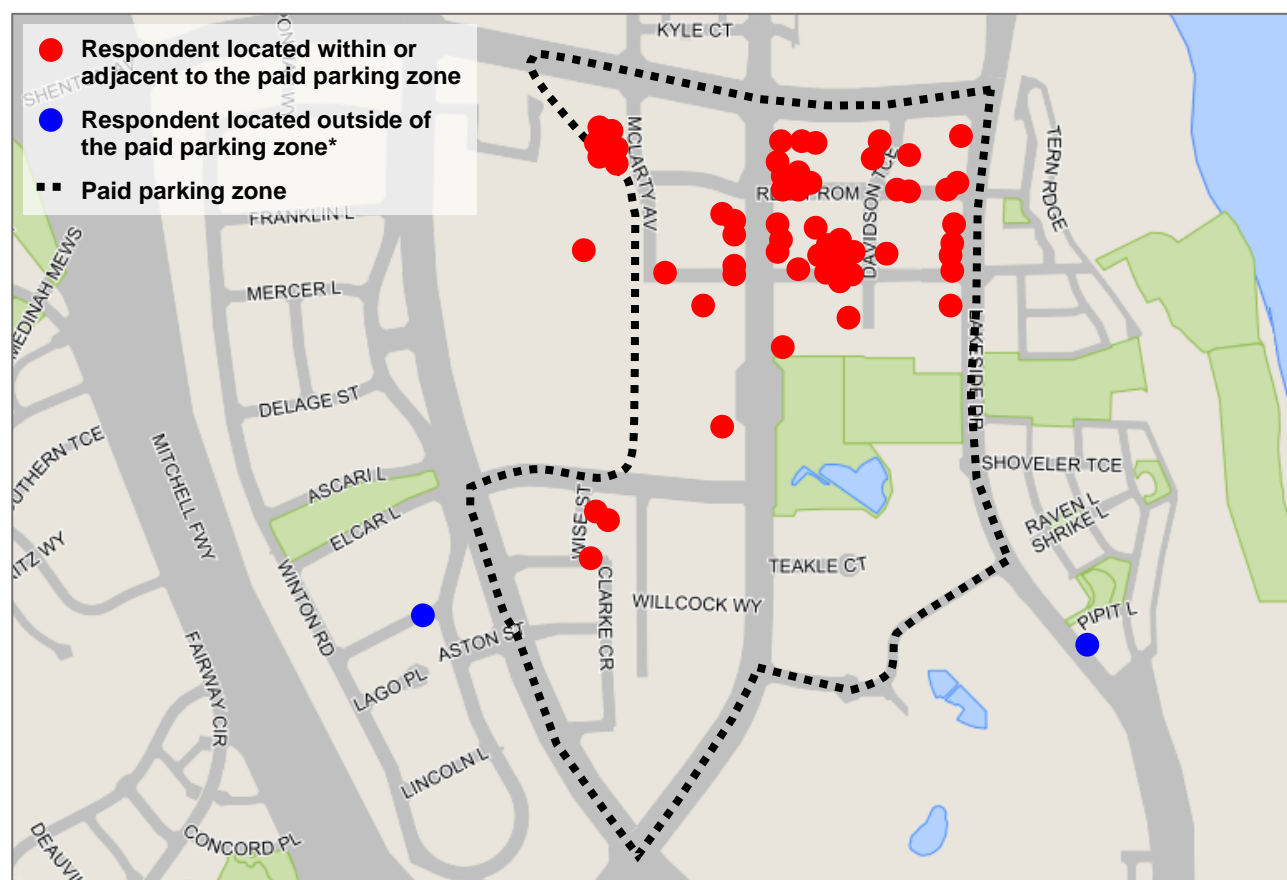 Respondent located within or
adjacent to the paid parking zone
Respondent located outside of
the paid parking zone*
Paid parking zone
KYLE CT
MCLARTY AV
TERN RDGE
DAVIDSON TCE
FROM
FRANKLIN L
MEDINAH MEWS
MERCER L
LAKESIDE DR
DELAGE ST
MITCHELL FWY
ASCARI L
SHOVELER TCE
ELCAR L
WISE ST
RAVEN L
SHRIKE L
TEAKLE CT
WINTON RD
CLARKE CR
WILLCOCK WY
PIPIT L
ASTON ST
FAIRWAY CIR
LAGO PL
LINCOLN L
CONCORD PL